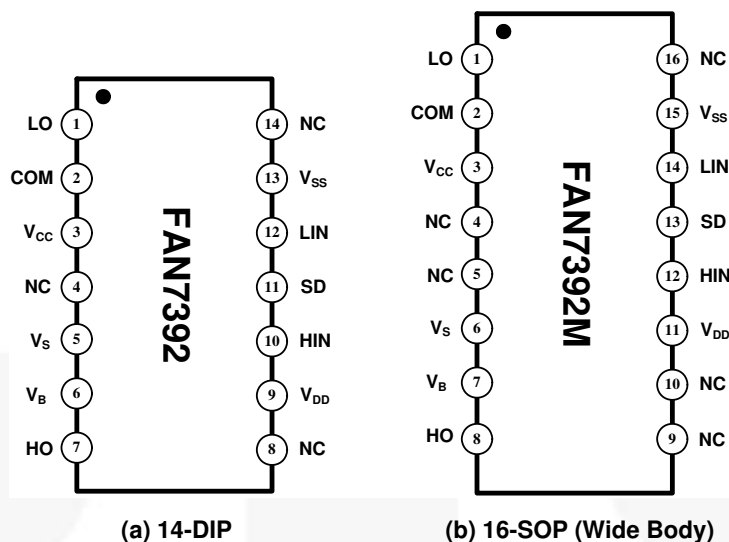 LO 1 14 NC
COM 2 13 VSS
VCC 3 12 LIN
NC 4 11 SD
VS 5 10 HIN
VB 6 9 VDD
HO 7 8 NC
FAN7392
(a) 14-DIP
LO 1 16 NC
COM 2 15 VSS
VCC 3 14 LIN
NC 4 13 SD
NC 5 12 HIN
VS 6 11 VDD
VB 7 10 NC
HO 8 9 NC
FAN7392M
(b) 16-SOP (Wide Body)